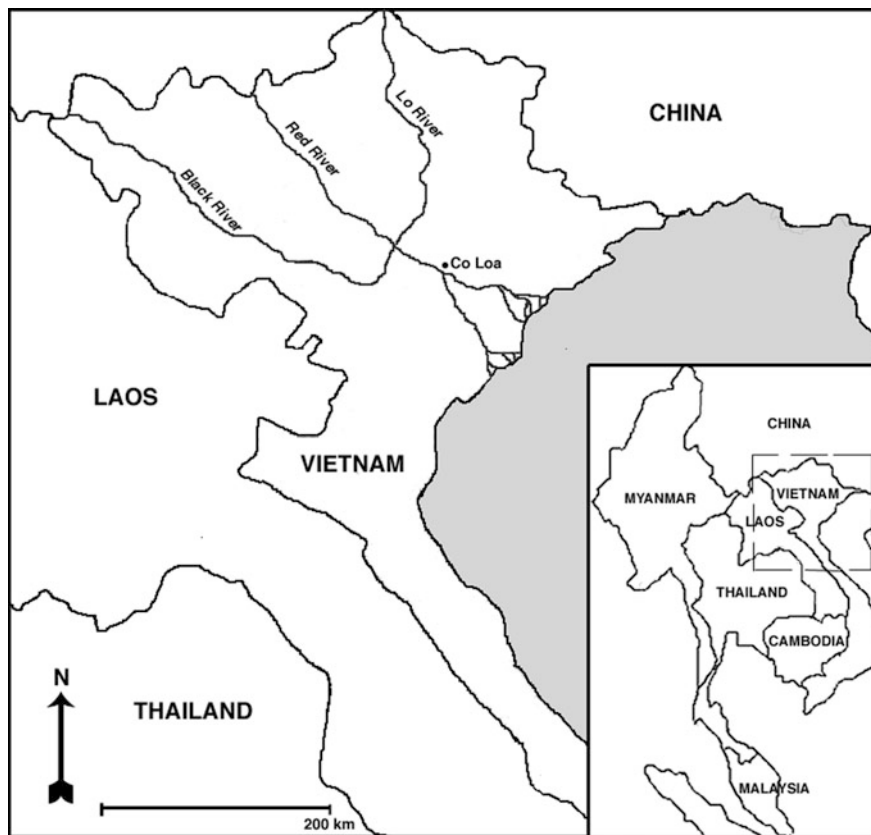 CHINA
Lo River
Red River
Black River
Co Loa
LAOS
VIETNAM
THAILAND
N
200 km
CHINA
MYANMAR
VIETNAM
LAOS
THAILAND
CAMBODIA
MALAYSIA